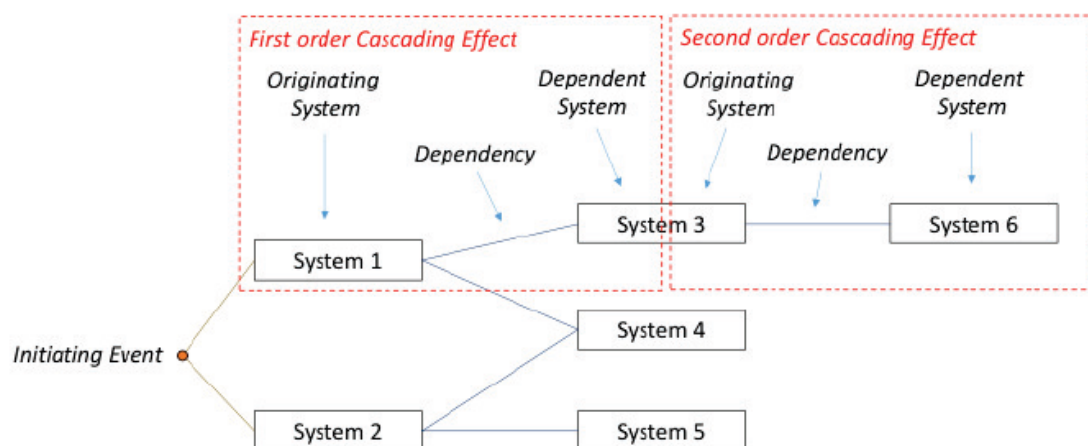 First order Cascading Effect
Second order Cascading Effect
Originating
System
Dependent
System
Originating
System
Dependent
System
Dependency
Dependency
System 3
System 6
System 1
System 4
Initiating Event
System 2
System 5